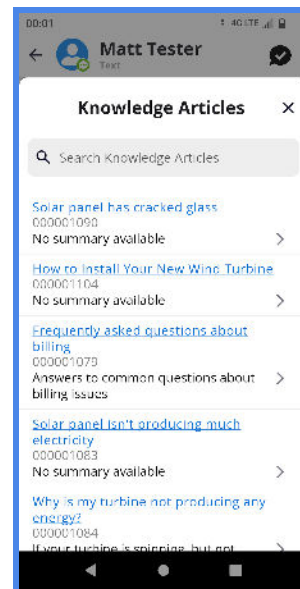 00:01
4G LTE
Matt Tester
Text
Knowledge Articles
Search Knowledge Articles
Solar panel has cracked glass
000001090
No summary available
How to Install Your New Wind Turbine
000001104
No summary available
Frequently asked questions about
billing
000001079
Answers to common questions about
billing issues
Solar panel isn't producing much
electricity
000001083
No summary available
Why is my turbine not producing any
energy?
000001084
If your turbine is spinning, but not